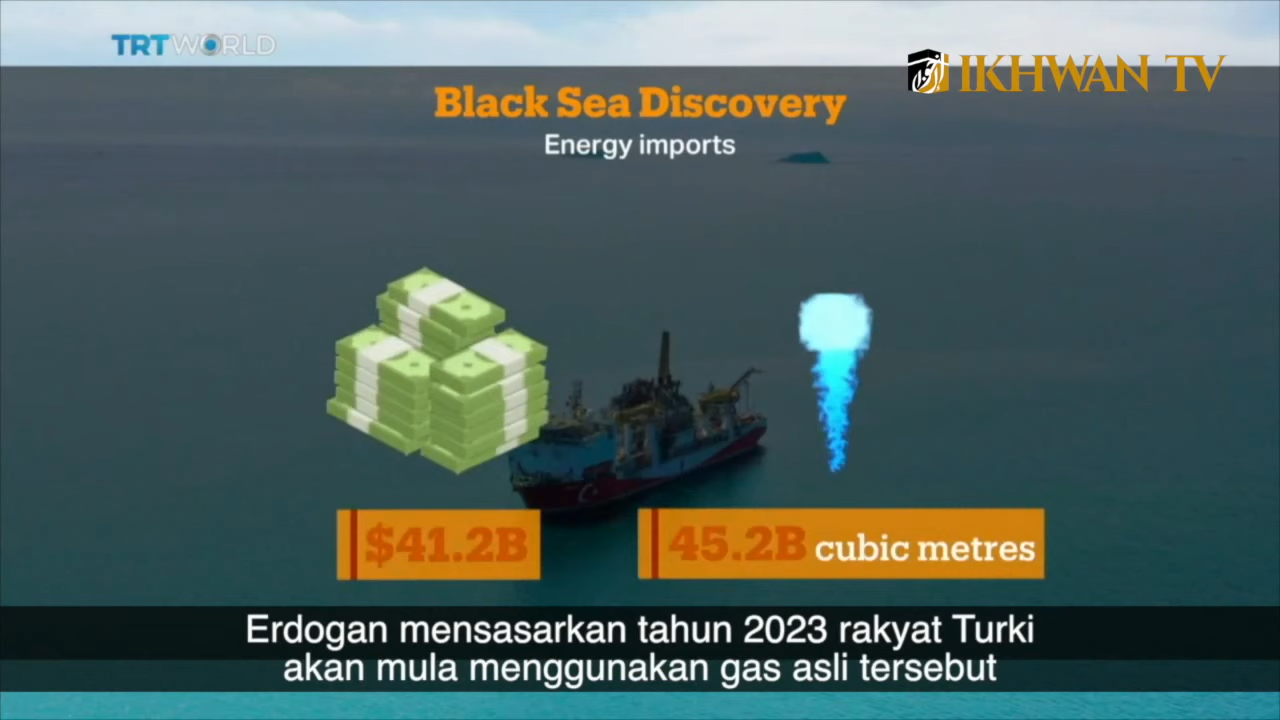 TRT WORLD
IKHWAN TV
Black Sea Discovery
Energy imports
$41.2B
45.2B cubic metres
Erdogan mensasarkan tahun 2023 rakyat Turki
akan mula menggunakan gas asli tersebut